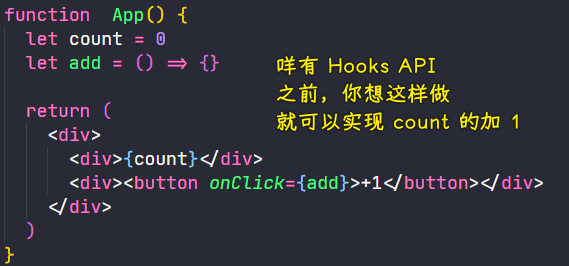 function  App() {
  let count = 0
  let add = () => {}
咩有 Hooks API
之前，你想这样做
就可以实现 count 的加 1
  return (
    <div>
      <div>{count}</div>
      <div><button onClick={add}>+1</button></div>
    </div>
  )
}